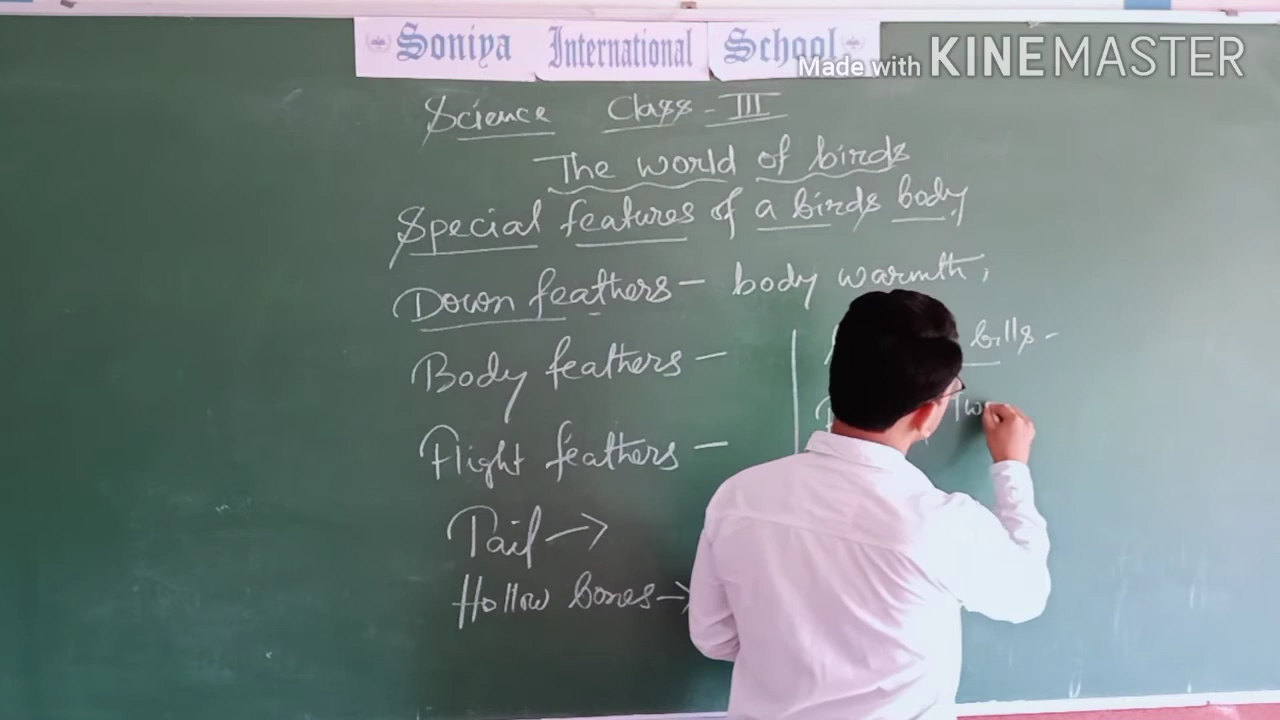 Soniya International School
Made with KINEMASTER
Science Class - III
The world of birds
Special features of a birds body,
Down feathers - body warmth,
Body feathers -
bills -
Flight feathers -
Tail →
Hollow bones →